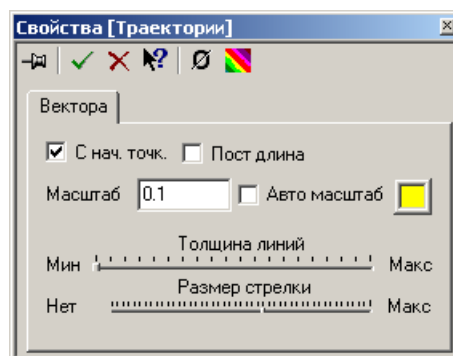 Свойства [Траектории]
Вектора
С нач. точк. Пост длина
Масштаб 0.1 Авто масштаб
Толщина линий
Мин Макс
Размер стрелки
Нет Макс